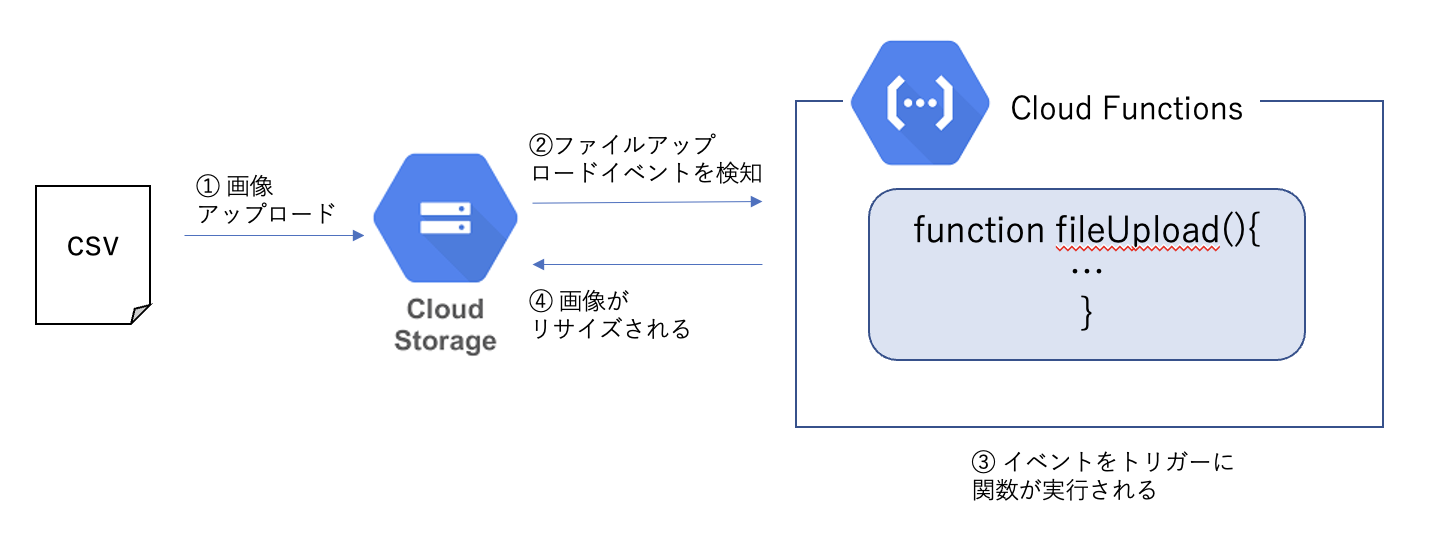 csv
① 画像
アップロード
Cloud
Storage
②ファイルアップ
ロードイベントを検知
④ 画像が
リサイズされる
Cloud Functions
function fileUpload(){
…
}
③ イベントをトリガーに
関数が実行される